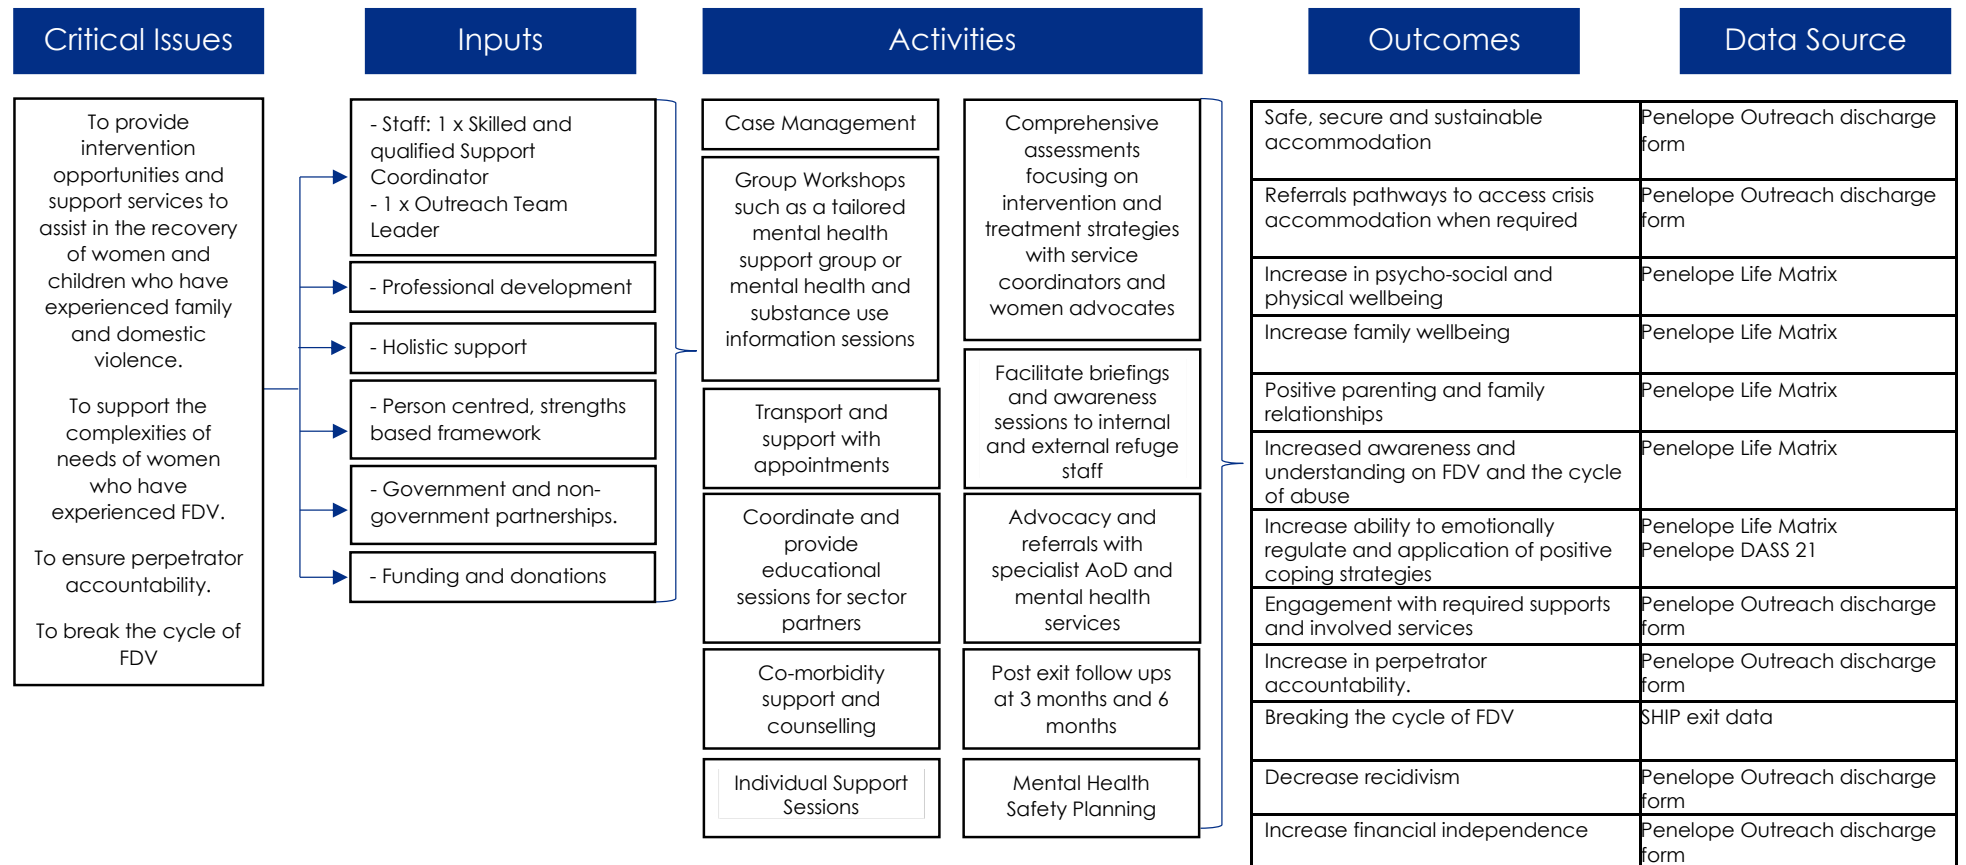 Critical Issues
Inputs
Activities
Outcomes
Data Source
To provide
intervention
opportunities and
support services to
assist in the recovery
of women and
children who have
experienced family
and domestic
violence.
To support the
complexities of
needs of women
who have
experienced FDV.
To ensure perpetrator
accountability.
To break the cycle of
FDV
- Staff: 1 x Skilled and
qualified Support
Coordinator
- 1 x Outreach Team
Leader
- Professional development
- Holistic support
- Person centred, strengths
based framework
- Government and non-
government partnerships.
- Funding and donations
Case Management
Group Workshops
such as a tailored
mental health
support group or
mental health and
substance use
information sessions
Transport and
support with
appointments
Coordinate and
provide
educational
sessions for sector
partners
Co-morbidity
support and
counselling
Individual Support
Sessions
Comprehensive
assessments
focusing on
intervention and
treatment strategies
with service
coordinators and
women advocates
Facilitate briefings
and awareness
sessions to internal
and external refuge
staff
Advocacy and
referrals with
specialist AoD and
mental health
services
Post exit follow ups
at 3 months and 6
months
Mental Health
Safety Planning
Safe, secure and sustainable
accommodation
Penelope Outreach discharge
form
Referrals pathways to access crisis
accommodation when required
Penelope Outreach discharge
form
Increase in psycho-social and
physical wellbeing
Penelope Life Matrix
Increase family wellbeing
Penelope Life Matrix
Positive parenting and family
relationships
Penelope Life Matrix
Increased awareness and
understanding on FDV and the cycle
of abuse
Penelope Life Matrix
Increase ability to emotionally
regulate and application of positive
coping strategies
Penelope Life Matrix
Penelope DASS 21
Engagement with required supports
and involved services
Penelope Outreach discharge
form
Increase in perpetrator
accountability.
Penelope Outreach discharge
form
Breaking the cycle of FDV
SHIP exit data
Decrease recidivism
Penelope Outreach discharge
form
Increase financial independence
Penelope Outreach discharge
form